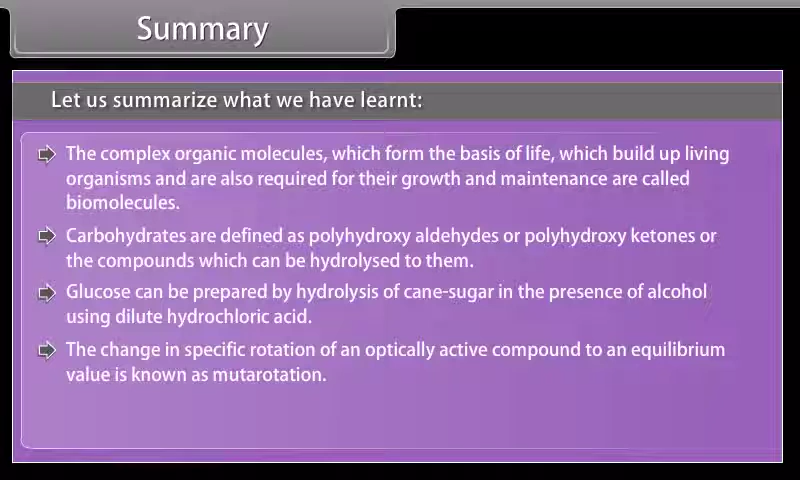 Summary
Let us summarize what we have learnt:
The complex organic molecules, which form the basis of life, which build up living
organisms and are also required for their growth and maintenance are called
biomolecules.
Carbohydrates are defined as polyhydroxy aldehydes or polyhydroxy ketones or
the compounds which can be hydrolysed to them.
Glucose can be prepared by hydrolysis of cane-sugar in the presence of alcohol
using dilute hydrochloric acid.
The change in specific rotation of an optically active compound to an equilibrium
value is known as mutarotation.